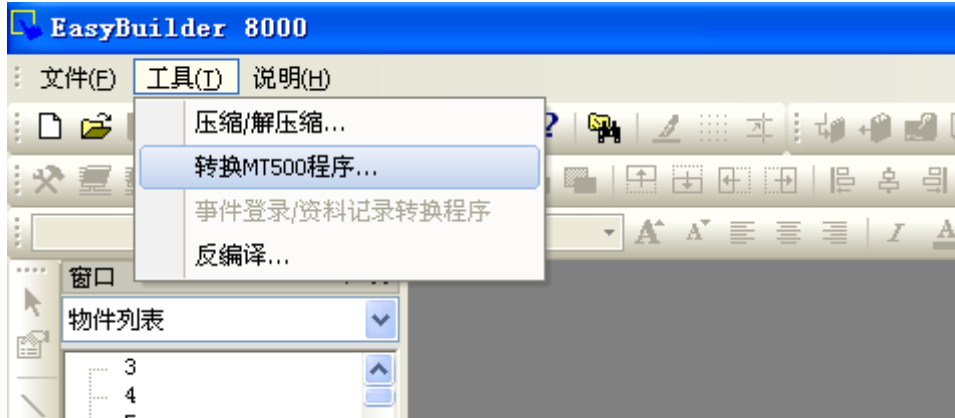 EasyBuilder 8000
文件(F) 工具(T) 说明(H)
压缩/解压缩...
转换MT500程序...
事件登录/资料记录转换程序
反编译...
窗口
物件列表
3
4